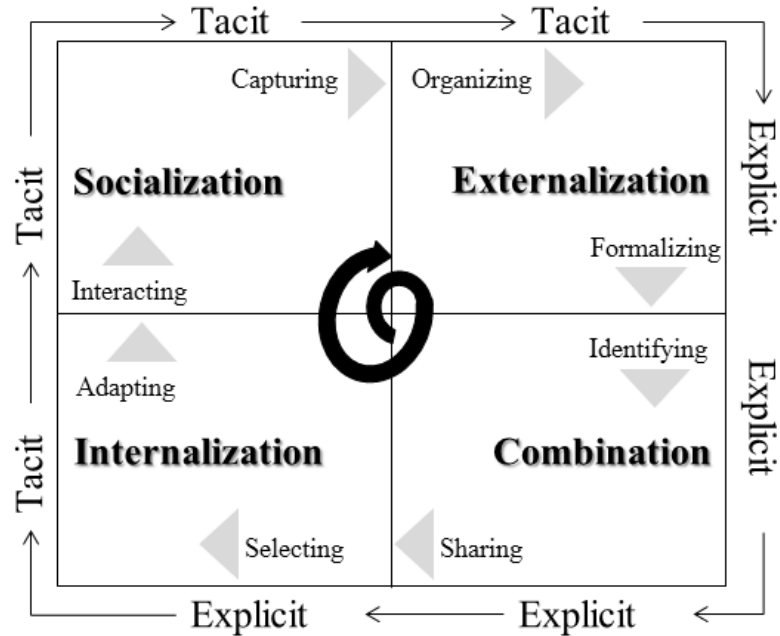 Tacit
Tacit
Capturing
Organizing
Tacit
Socialization
Externalization
Explicit
Interacting
Formalizing
Adapting
Identifying
Tacit
Internalization
Combination
Explicit
Selecting
Sharing
Explicit
Explicit